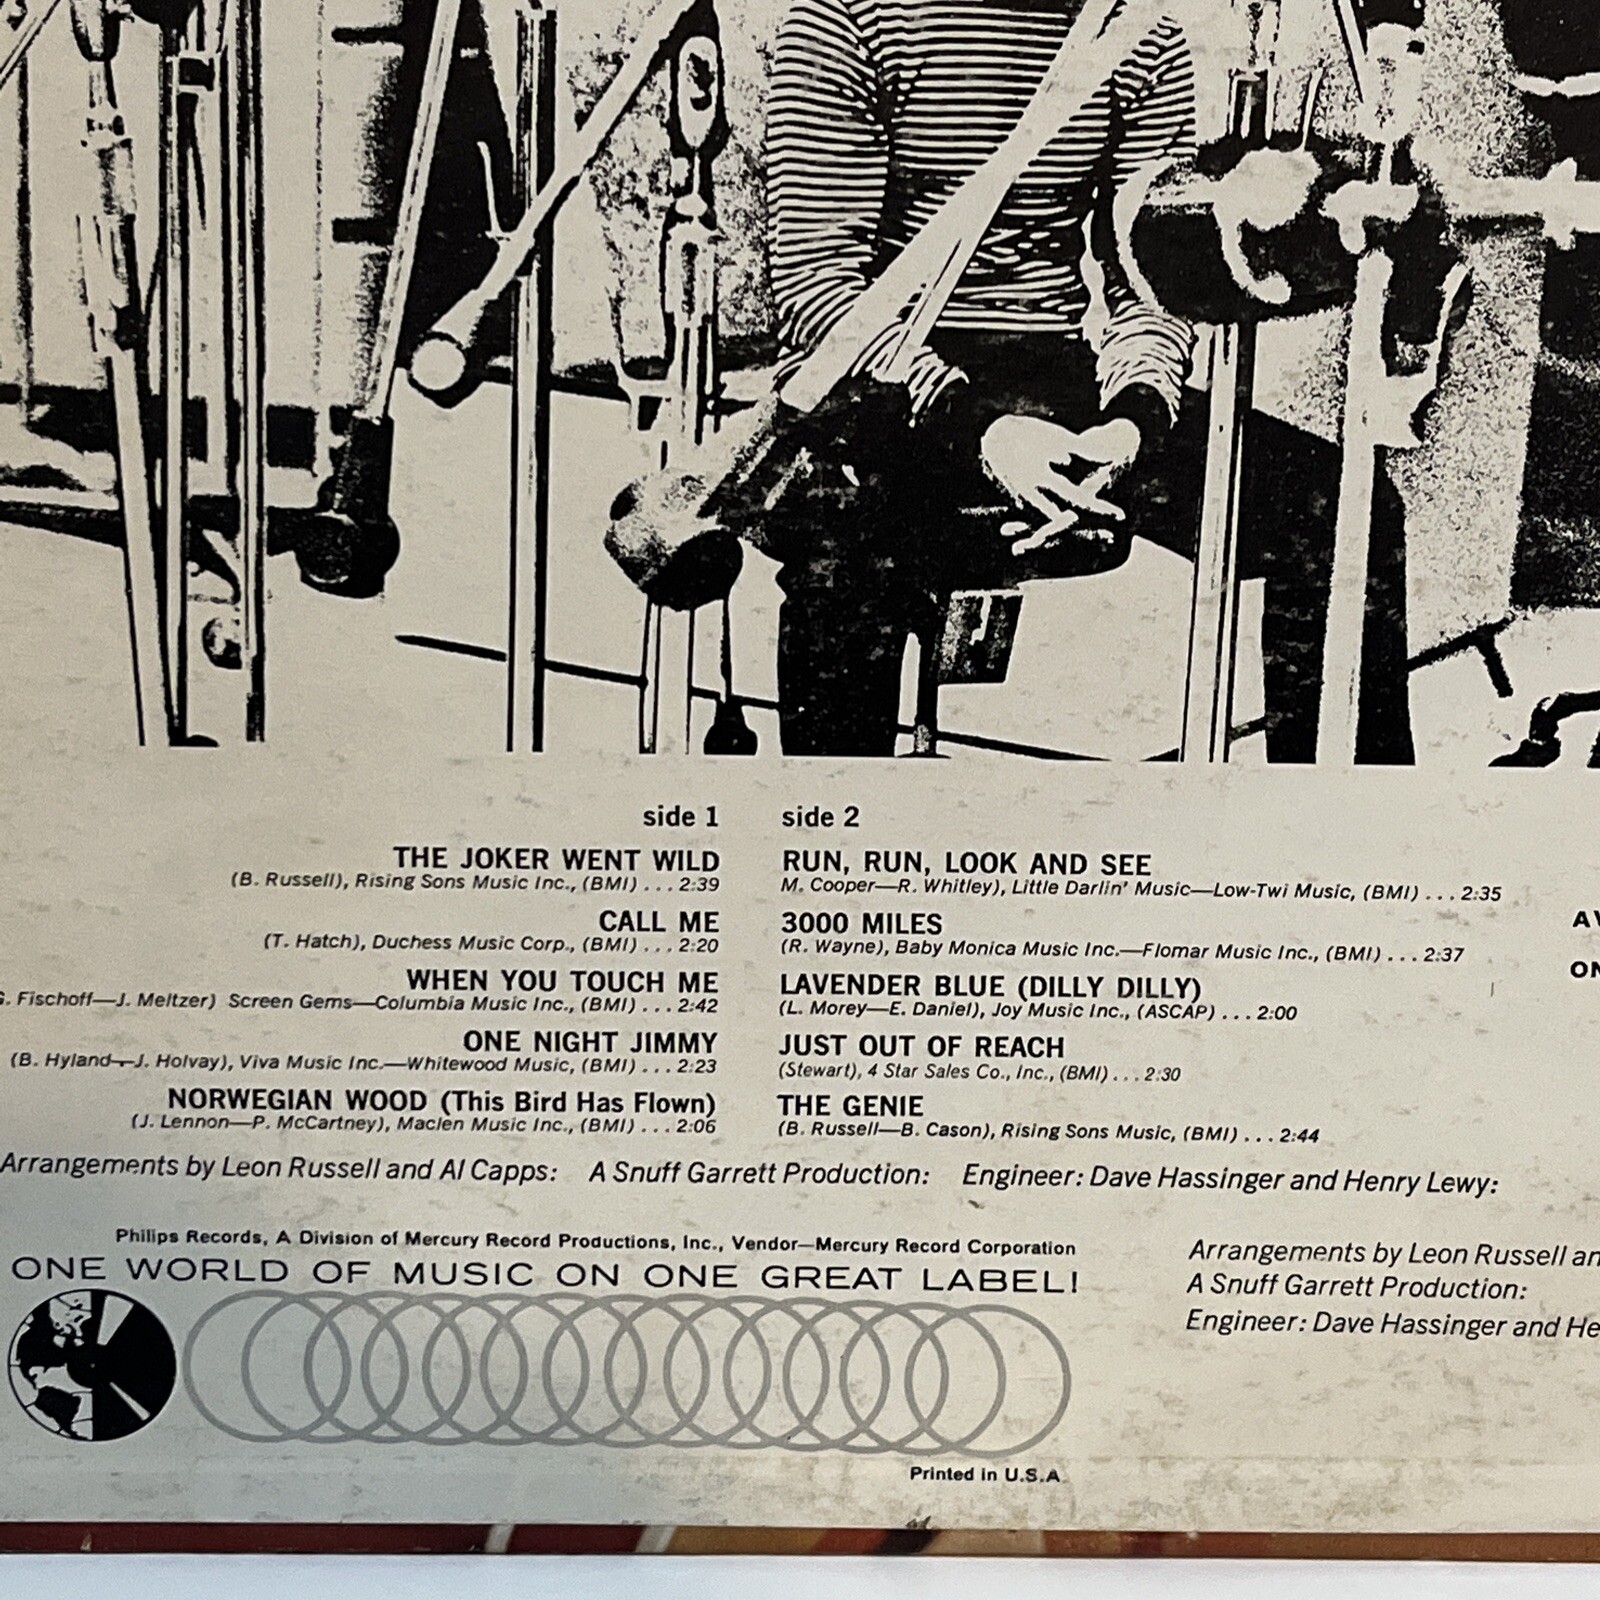 side 1
THE JOKER WENT WILD
(B. Russell), Rising Sons Music Inc., (BMI) . . . 2:39
CALL ME
(T. Hatch), Duchess Music Corp., (BMI) . . . 2:20
WHEN YOU TOUCH ME
G. Fischoff—J. Meltzer) Screen Gems—Columbia Music Inc., (BMI) . . . 2:42
ONE NIGHT JIMMY
(B. Hyland—J. Holvay), Viva Music Inc.—Whitewood Music, (BMI) . . . 2:23
NORWEGIAN WOOD (This Bird Has Flown)
(J. Lennon—P. McCartney), Maclen Music Inc., (BMI) . . . 2:06
side 2
RUN, RUN, LOOK AND SEE
M. Cooper—R. Whitley), Little Darlin' Music—Low-Twi Music, (BMI) . . . 2:35
3000 MILES
(R. Wayne), Baby Monica Music Inc.—Flomar Music Inc., (BMI) . . . 2:37
LAVENDER BLUE (DILLY DILLY)
(L. Morey—E. Daniel), Joy Music Inc., (ASCAP) . . . 2:00
JUST OUT OF REACH
(Stewart), 4 Star Sales Co., Inc., (BMI) . . . 2:30
THE GENIE
(B. Russell—B. Cason), Rising Sons Music, (BMI) . . . 2:44
Arrangements by Leon Russell and Al Capps: A Snuff Garrett Production: Engineer: Dave Hassinger and Henry Lewy:
Philips Records, A Division of Mercury Record Productions, Inc., Vendor—Mercury Record Corporation
ONE WORLD OF MUSIC ON ONE GREAT LABEL!
Printed in U.S.A
Arrangements by Leon Russell an
A Snuff Garrett Production:
Engineer: Dave Hassinger and He